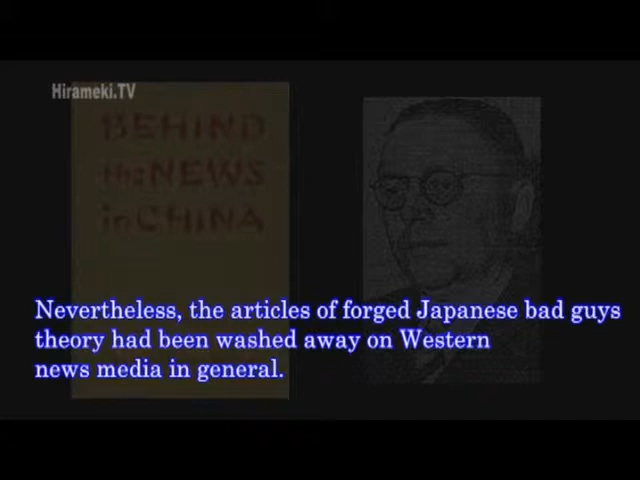 Hirameki.TV
BEHIND
the NEWS
in CHINA
Nevertheless, the articles of forged Japanese bad guys
theory had been washed away on Western
news media in general.